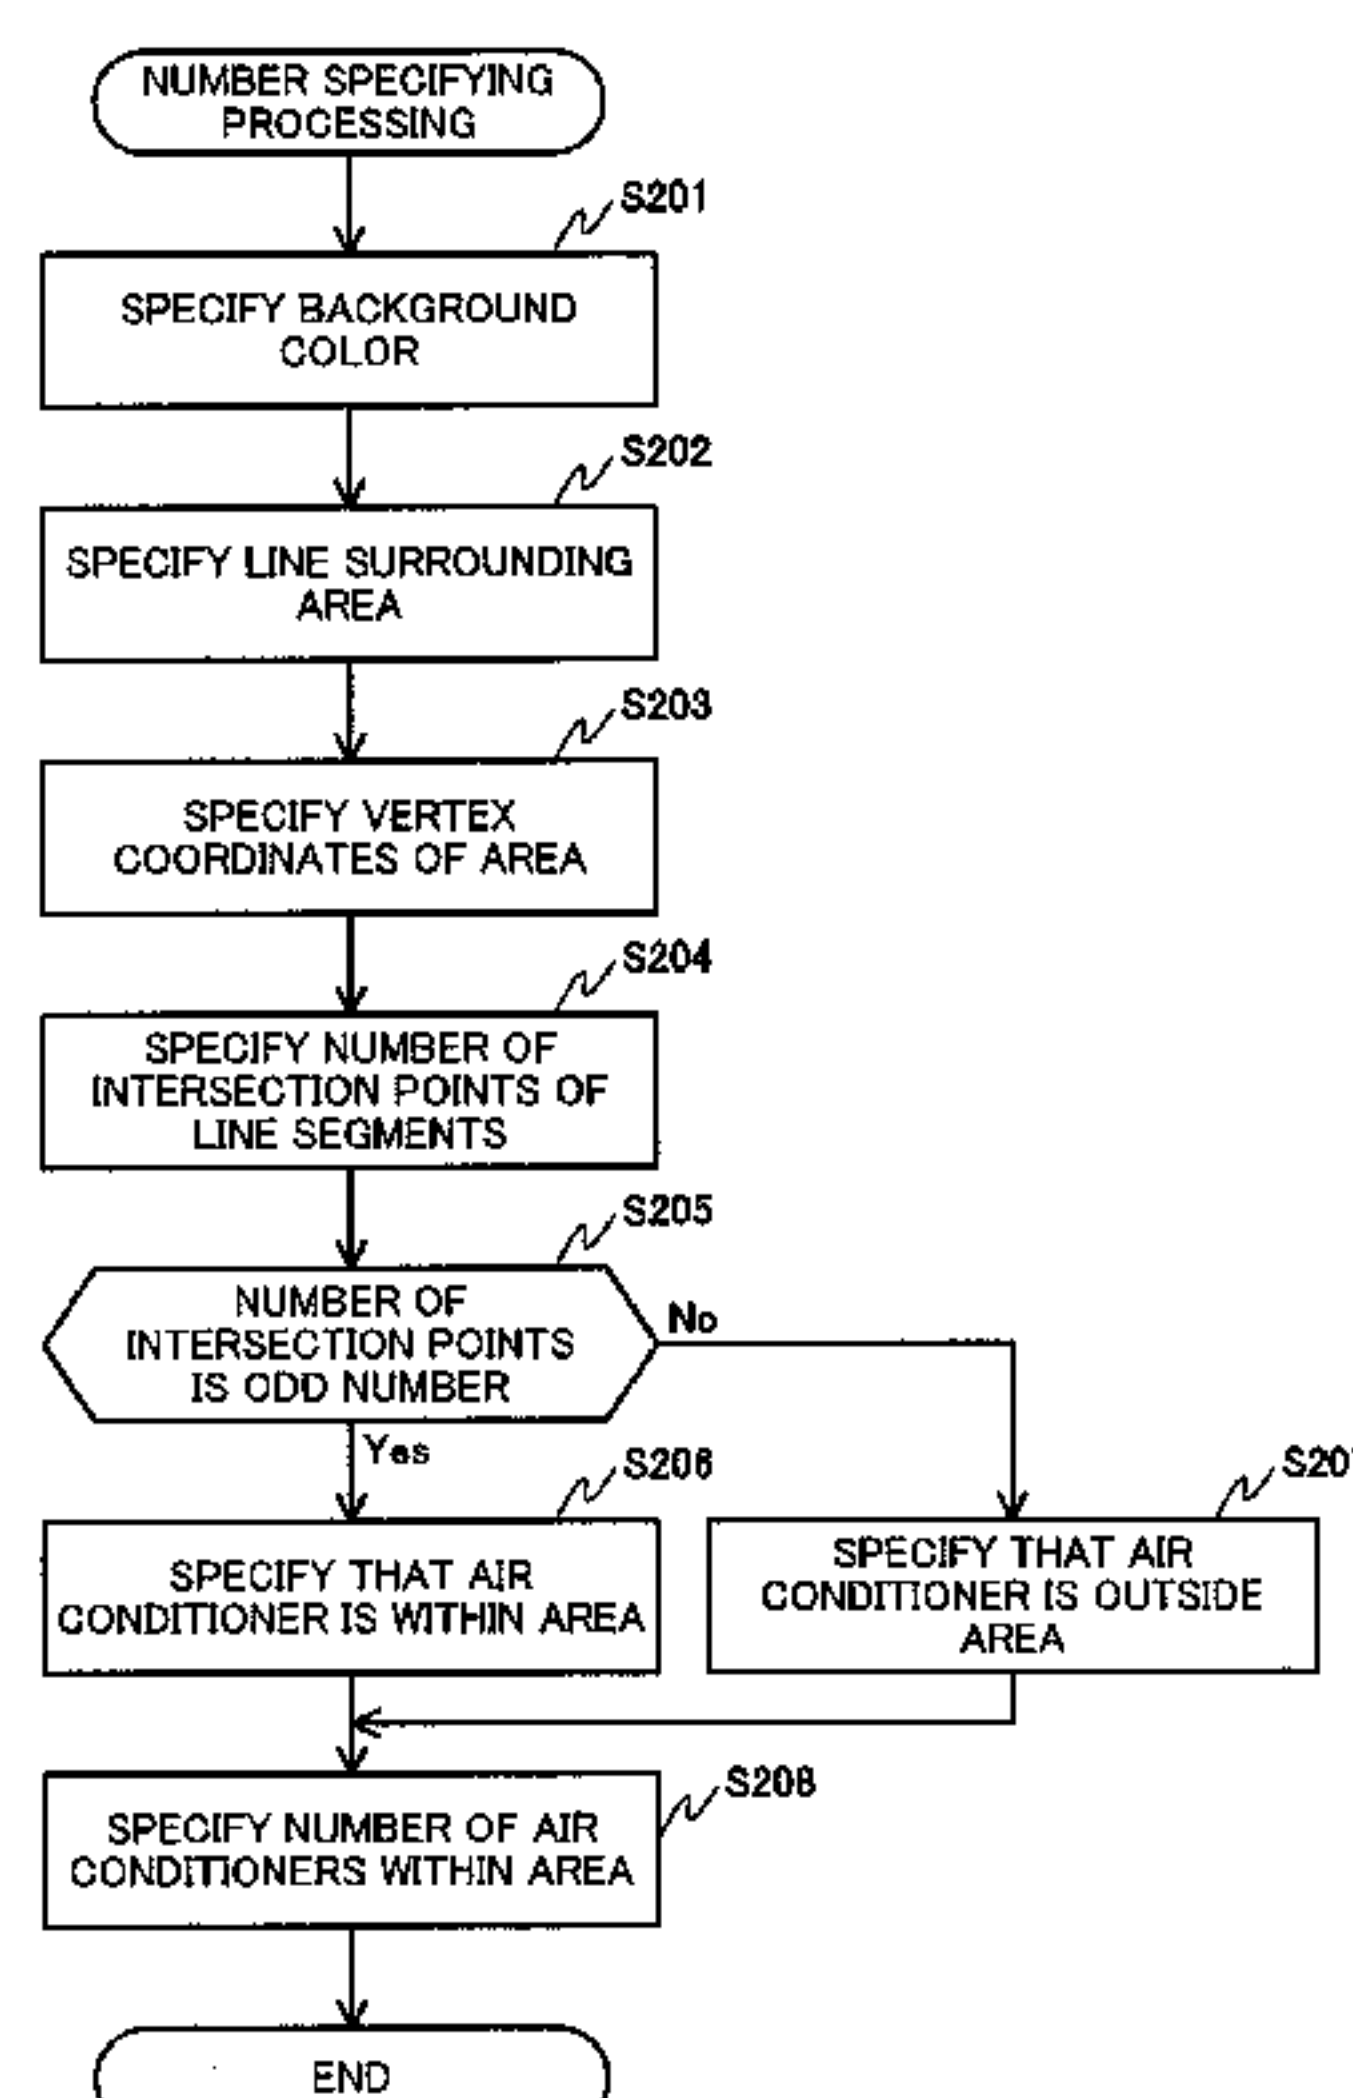 NUMBER SPECIFYING
PROCESSING
S201
SPECIFY BACKGROUND
COLOR
S202
SPECIFY LINE SURROUNDING
AREA
S203
SPECIFY VERTEX
COORDINATES OF AREA
S204
SPECIFY NUMBER OF
INTERSECTION POINTS OF
LINE SEGMENTS
S205
NUMBER OF
INTERSECTION POINTS
IS ODD NUMBER
No
Yes
S206
SPECIFY THAT AIR
CONDITIONER IS WITHIN AREA
SPECIFY THAT AIR
CONDITIONER IS OUTSIDE
AREA
S208
SPECIFY NUMBER OF AIR
CONDITIONERS WITHIN AREA
END